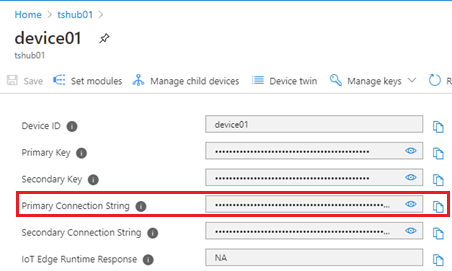 Home > tshub01 >
device01
tshub01
Save Set modules Manage child devices Device twin Manage keys R
Device ID device01
Primary Key ••••••••••••••••••••••••••••••••••••••••••••
Secondary Key ••••••••••••••••••••••••••••••••••••••••••••
Primary Connection String ••••••••••••••••••••••••••••••••••••••••••••••••...
Secondary Connection String ••••••••••••••••••••••••••••••••••••••••••••••••...
IoT Edge Runtime Response NA